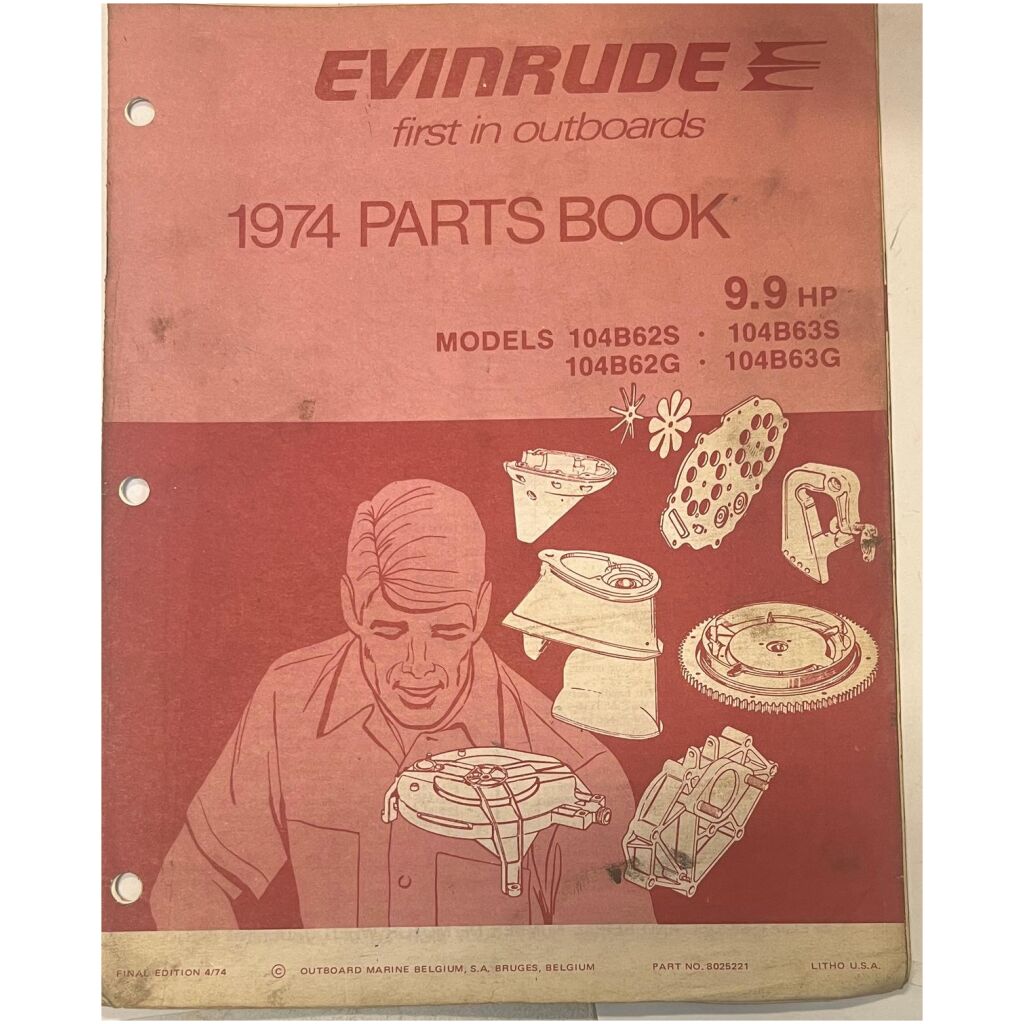 EVINRUDE
first in outboards
1974 PARTS BOOK
9.9 HP
MODELS 104B62S · 104B63S
104B62G · 104B63G
FINAL EDITION 4/74 © OUTBOARD MARINE BELGIUM, S.A. BRUGES, BELGIUM PART NO. 8025221 LITHO U.S.A.